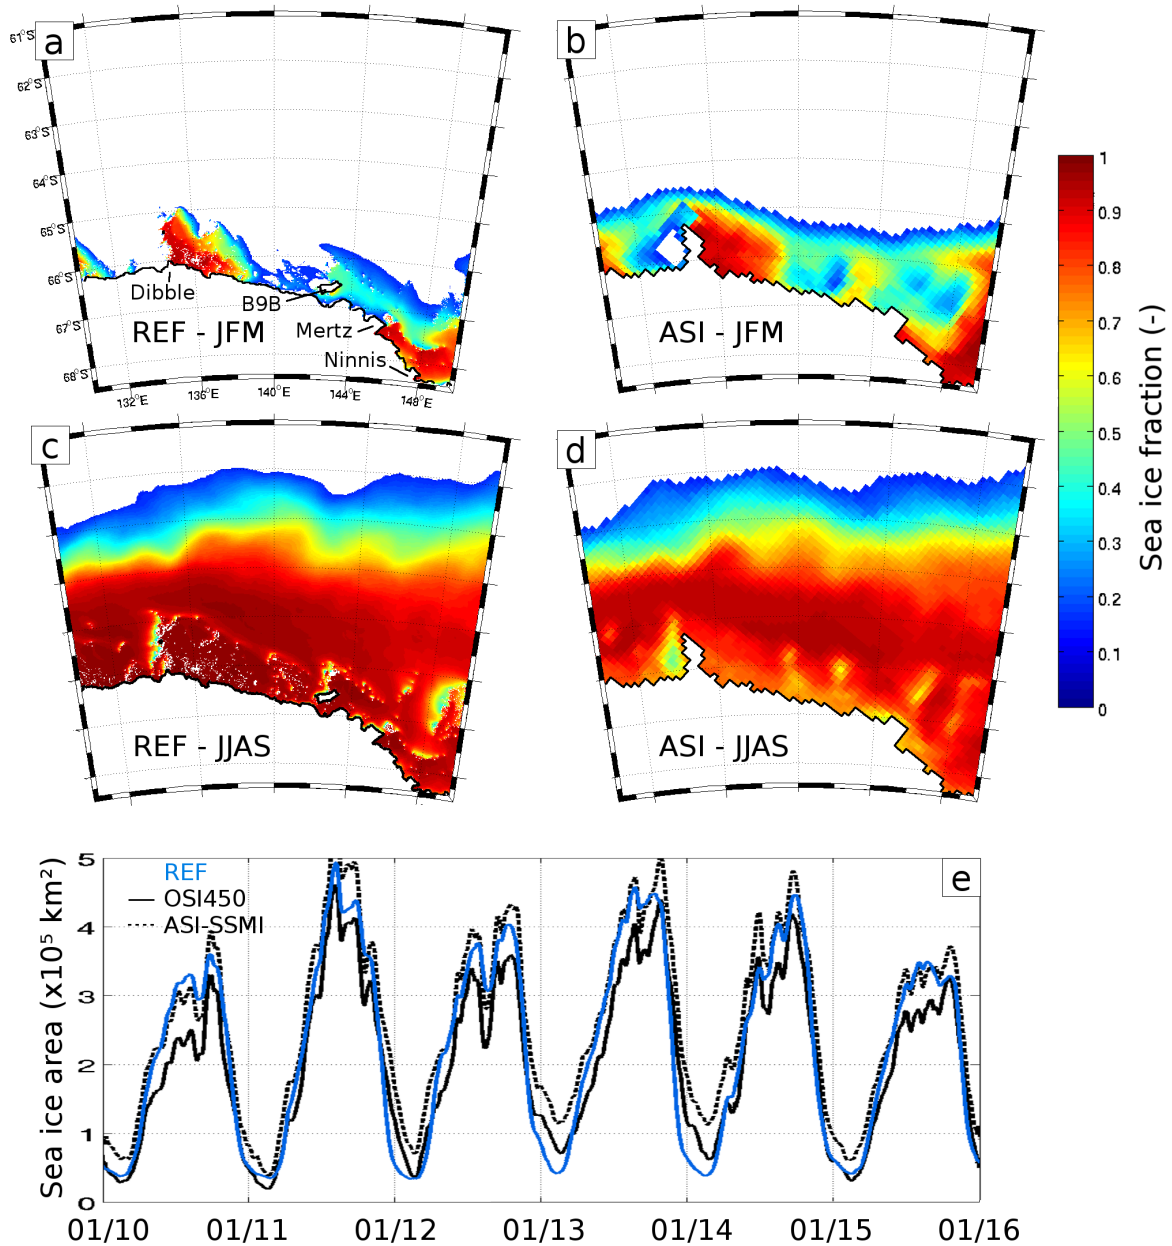 a
61°S
62°S
63°S
64°S
65°S
66°S
67°S
68°S
Dibble
B9B
Mertz
Ninnis
REF - JFM
132°E 136°E 140°E 144°E 148°E
b
ASI - JFM
c
REF - JJAS
d
ASI - JJAS
1
0.9
0.8
0.7
0.6
0.5
0.4
0.3
0.2
0.1
0
Sea ice fraction (-)
e
REF
OSI450
ASI-SSMI
Sea ice area (x10⁵ km²)
5
4
3
2
1
0
01/10 01/11 01/12 01/13 01/14 01/15 01/16